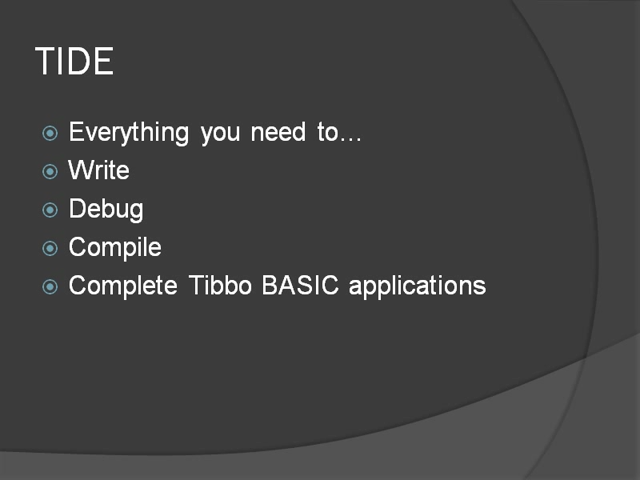 TIDE
Everything you need to...
Write
Debug
Compile
Complete Tibbo BASIC applications